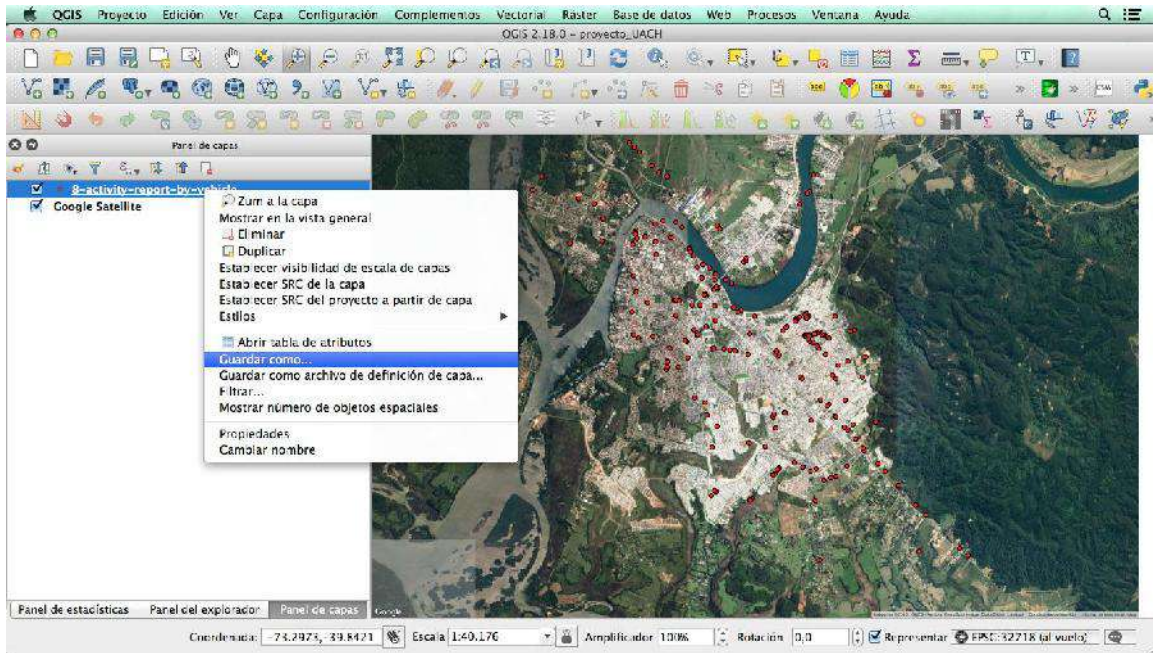 QGIS Proyecto Edición Ver Capa Configuración Complementos Vectorial Ráster Base de datos Web Procesos Ventana Ayuda
QGIS 2.18.0 - proyecto_UACH
Panel de capas
8-activity-report-by-vehicle
Google Satellite
Zum a la capa
Mostrar en la vista general
Eliminar
Duplicar
Establecer visibilidad de escala de capas
Establecer SRC de la capa
Establecer SRC del proyecto a partir de capa
Estilos
Abrir tabla de atributos
Guardar como...
Guardar como archivo de definición de capa...
Filtrar...
Mostrar número de objetos espaciales
Propiedades
Cambiar nombre
Panel de estadísticas Panel del explorador Panel de capas
Google
Coordenada: -73.2973,-39.8421 Escala 1:40.176 Amplificador 100% Rotación 0,0 Representar EPSC:32718 (al vuelo)